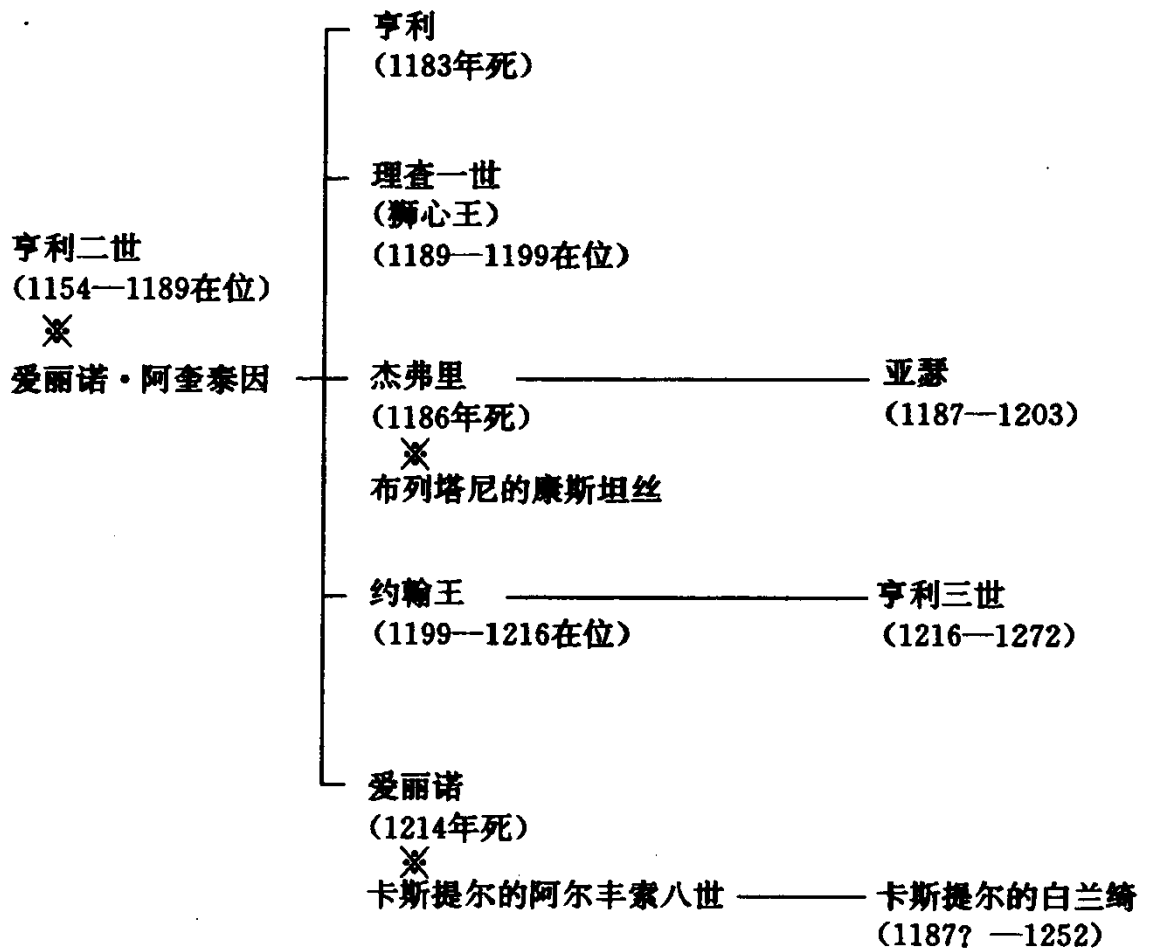 亨利
(1183年死)
理查一世
(狮心王)
(1189—1199在位)
亨利二世
(1154—1189在位)
※
爱丽诺·阿奎泰因
杰弗里
(1186年死)
※
布列塔尼的康斯坦丝
亚瑟
(1187—1203)
约翰王
(1199--1216在位)
亨利三世
(1216—1272)
爱丽诺
(1214年死)
※
卡斯提尔的阿尔丰索八世
卡斯提尔的白兰绮
(1187? —1252)